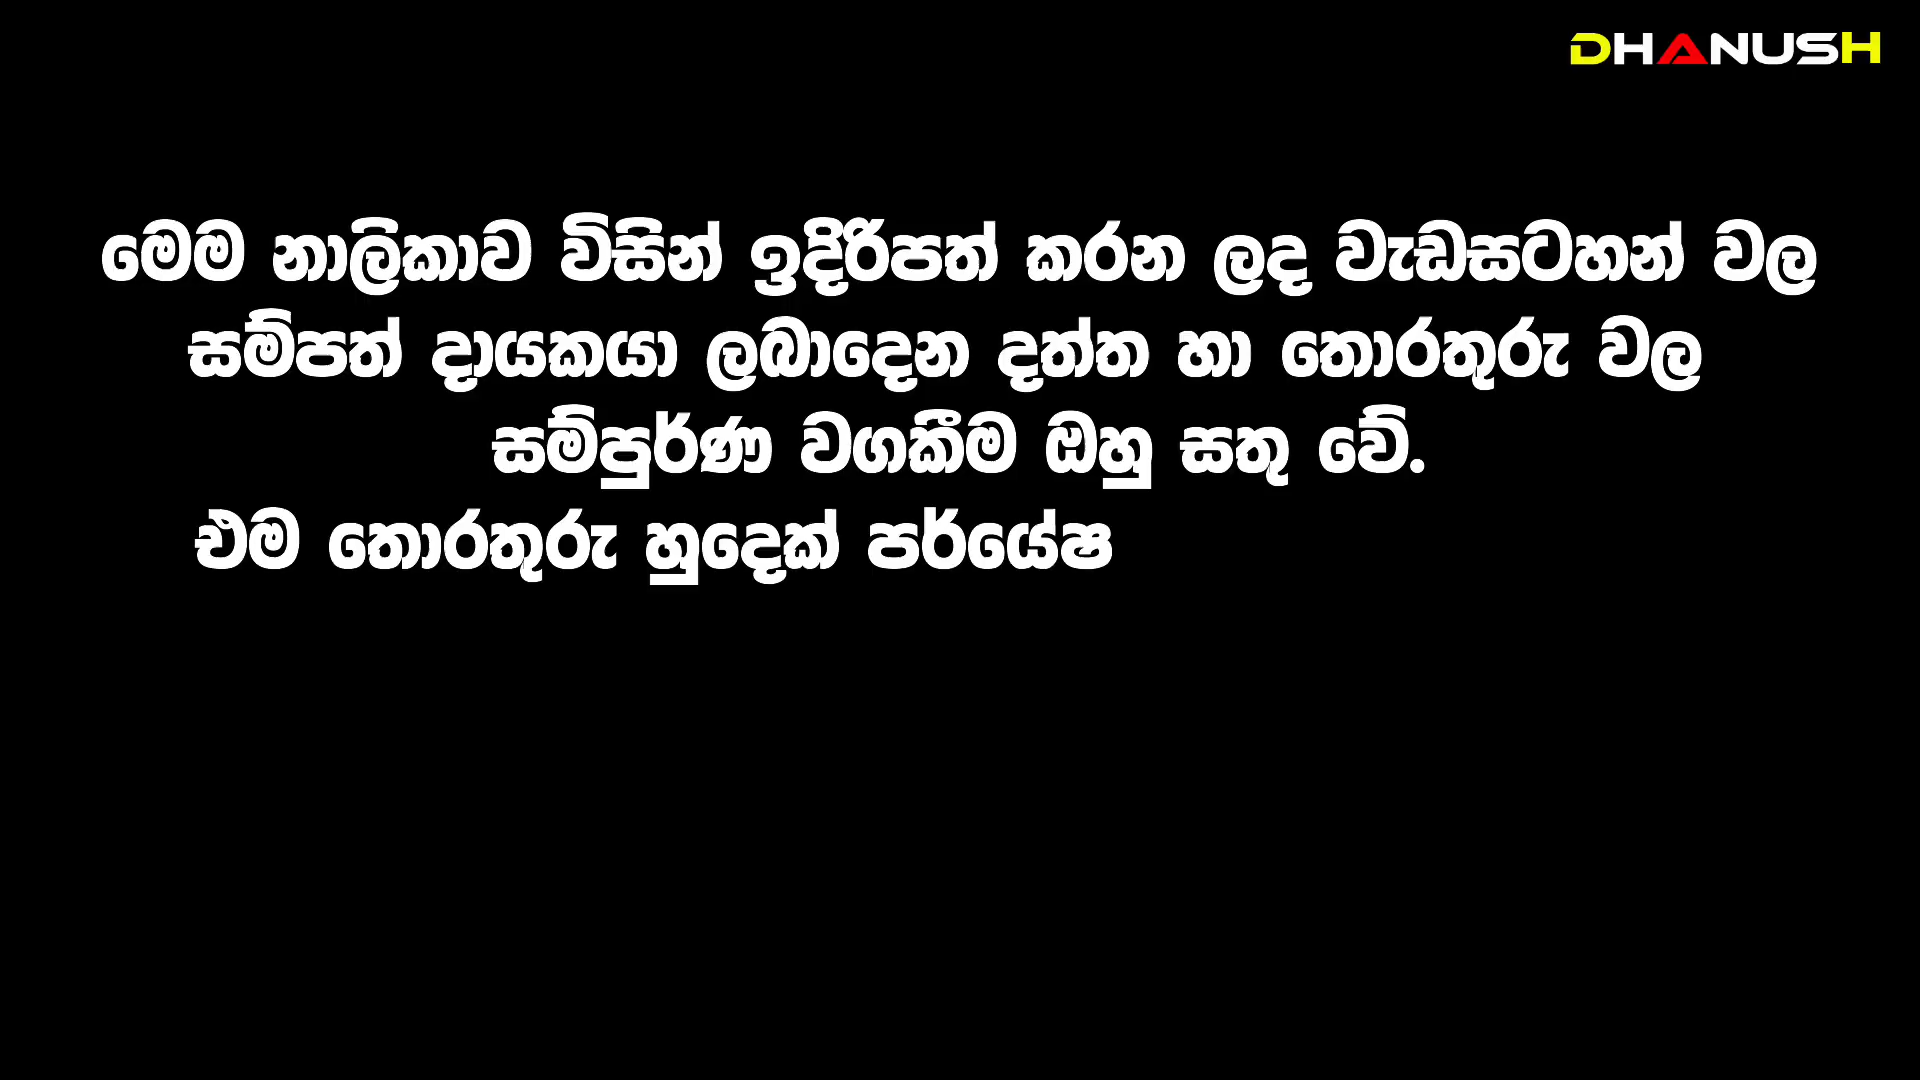 DHANUSH
මෙම නාලිකාව විසින් ඉදිරිපත් කරන ලද වැඩසටහන් වල
සම්පත් දායකයා ලබාදෙන දත්ත හා තොරතුරු වල
සම්පුර්ණ වගකීම ඔහු සතු වේ.
එම තොරතුරු හුදෙක් පර්යේෂ